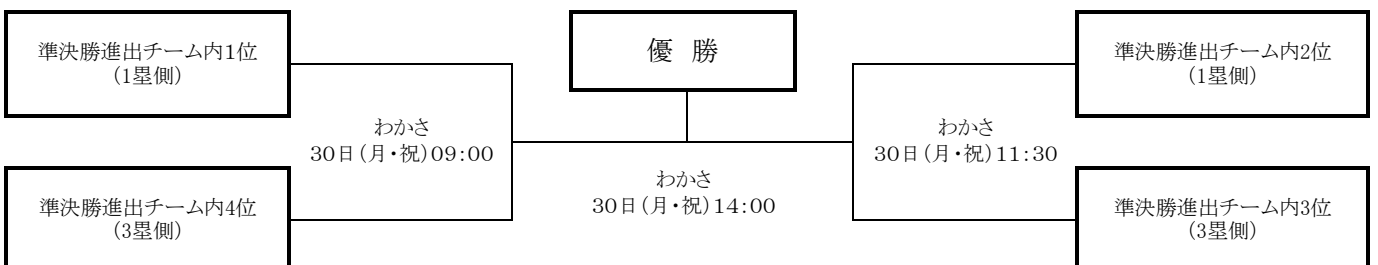 準決勝進出チーム内1位
(1塁側)
優 勝
準決勝進出チーム内2位
(1塁側)
わかさ
30日(月・祝)09:00
わかさ
30日(月・祝)11:30
わかさ
30日(月・祝)14:00
準決勝進出チーム内4位
(3塁側)
準決勝進出チーム内3位
(3塁側)